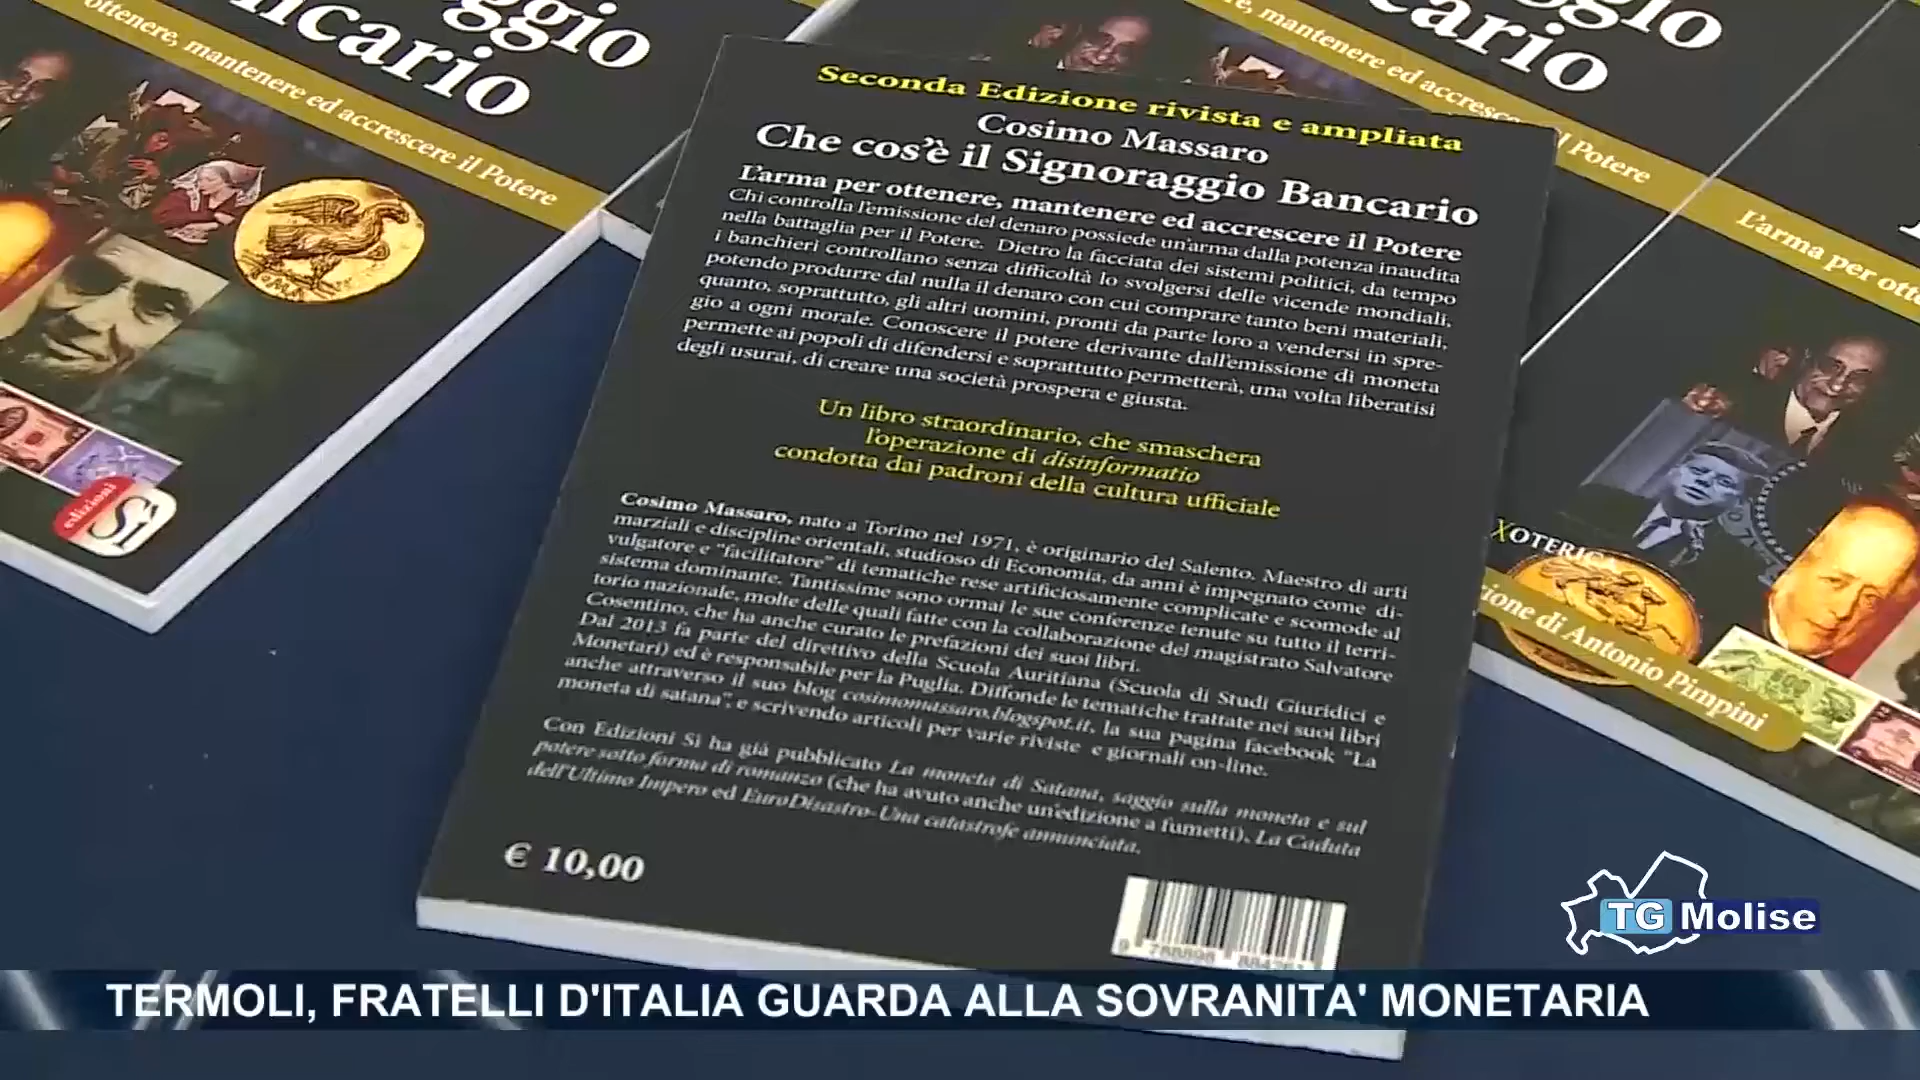 ggio
ncario
ottenere, mantenere ed accrescere il Potere
ROMA
edizioni
Sì
Seconda Edizione rivista e ampliata
Cosimo Massaro
Che cos'è il Signoraggio Bancario
L'arma per ottenere, mantenere ed accrescere il Potere
Chi controlla l'emissione del denaro possiede un'arma dalla potenza inaudita
nella battaglia per il Potere. Dietro la facciata dei sistemi politici, da tempo
i banchieri controllano senza difficoltà lo svolgersi delle vicende mondiali,
potendo produrre dal nulla il denaro con cui comprare tanto beni materiali,
quanto, soprattutto, gli altri uomini, pronti da parte loro a vendersi in spre-
gio a ogni morale. Conoscere il potere derivante dall'emissione di moneta
permette ai popoli di difendersi e soprattutto permetterà, una volta liberatisi
degli usurai, di creare una società prospera e giusta.
Un libro straordinario, che smaschera
l'operazione di disinformatio
condotta dai padroni della cultura ufficiale
Cosimo Massaro, nato a Torino nel 1971, è originario del Salento. Maestro di arti
marziali e discipline orientali, studioso di Economia, da anni è impegnato come di-
vulgatore e "facilitatore" di tematiche rese artificiosamente complicate e scomode al
sistema dominante. Tantissime sono ormai le sue conferenze tenute su tutto il terri-
torio nazionale, molte delle quali fatte con la collaborazione del magistrato Salvatore
Cosentino, che ha anche curato le prefazioni dei suoi libri.
Dal 2013 fa parte del direttivo della Scuola Auritiana (Scuola di Studi Giuridici e
Monetari) ed è responsabile per la Puglia. Diffonde le tematiche trattate nei suoi libri
anche attraverso il suo blog cosimomassaro.blogspot.it, la sua pagina facebook "La
moneta di satana", e scrivendo articoli per varie riviste e giornali on-line.
Con Edizioni Sì ha già pubblicato La moneta di Satana, saggio sulla moneta e sul
potere sotto forma di romanzo (che ha avuto anche un'edizione a fumetti), La Caduta
dell'Ultimo Impero ed EuroDisastro-Una catastrofe annunciata.
€ 10,00
ggio
cario
mantenere ed accrescere il Potere
L'arma per otte
XOTERICA
zione di Antonio Pimpini
TG Molise
TERMOLI, FRATELLI D'ITALIA GUARDA ALLA SOVRANITA' MONETARIA